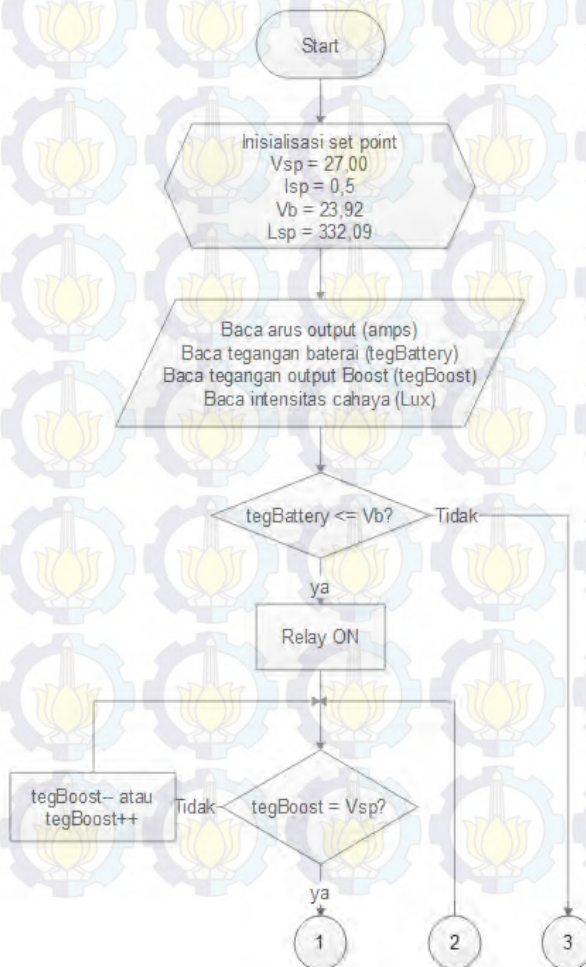 Start
Inisialisasi set point
Vsp = 27,00
Isp = 0,5
Vb = 23,92
Lsp = 332,09
Baca arus output (amps)
Baca tegangan baterai (tegBattery)
Baca tegangan output Boost (tegBoost)
Baca intensitas cahaya (Lux)
tegBattery <= Vb?
Tidak
ya
Relay ON
tegBoost-- atau
tegBoost++
Tidak
tegBoost = Vsp?
ya
1
2
3